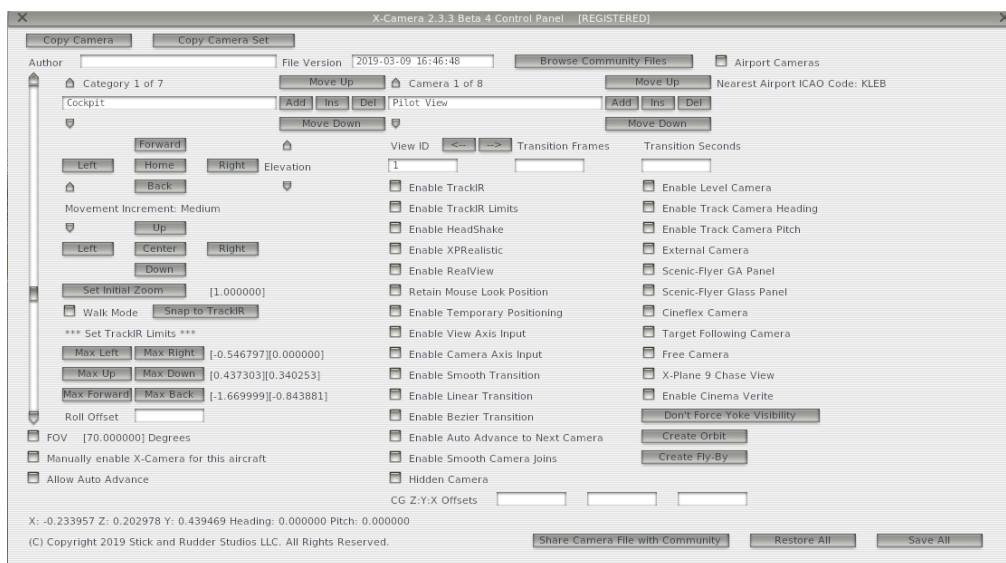 X-Camera 2.3.3 Beta 4 Control Panel [REGISTERED]
Copy Camera Copy Camera Set
Author File Version 2019-03-09 16:46:48 Browse Community Files Airport Cameras
Category 1 of 7 Move Up Camera 1 of 8 Move Up Nearest Airport ICAO Code: KLEB
Cockpit Add Ins Del Pilot View Add Ins Del
Move Down Move Down
Forward View ID <-- --> Transition Frames Transition Seconds
Left Home Right Elevation 1
Back Enable TrackIR Enable Level Camera
Movement Increment: Medium Enable TrackIR Limits Enable Track Camera Heading
Up Enable HeadShake Enable Track Camera Pitch
Left Center Right Enable XPRealistic External Camera
Down Enable RealView Scenic-Flyer GA Panel
Set Initial Zoom [1.000000] Retain Mouse Look Position Scenic-Flyer Glass Panel
Walk Mode Snap to TrackIR Enable Temporary Positioning Cineflex Camera
*** Set TrackIR Limits *** Enable View Axis Input Target Following Camera
Max Left Max Right [-0.546797][0.000000] Enable Camera Axis Input Free Camera
Max Up Max Down [0.437303][0.340253] Enable Smooth Transition X-Plane 9 Chase View
Max Forward Max Back [-1.669999][-0.843881] Enable Linear Transition Enable Cinema Verite
Roll Offset Enable Bezier Transition Don't Force Yoke Visibility
FOV [70.000000] Degrees Enable Auto Advance to Next Camera Create Orbit
Manually enable X-Camera for this aircraft Enable Smooth Camera Joins Create Fly-By
Allow Auto Advance Hidden Camera
CG Z:Y:X Offsets
X: -0.233957 Z: 0.202978 Y: 0.439469 Heading: 0.000000 Pitch: 0.000000
(C) Copyright 2019 Stick and Rudder Studios LLC. All Rights Reserved. Share Camera File with Community Restore All Save All